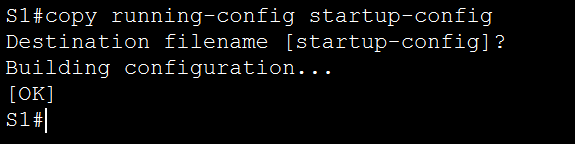 S1#copy running-config startup-config
Destination filename [startup-config]?
Building configuration...
[OK]
S1#